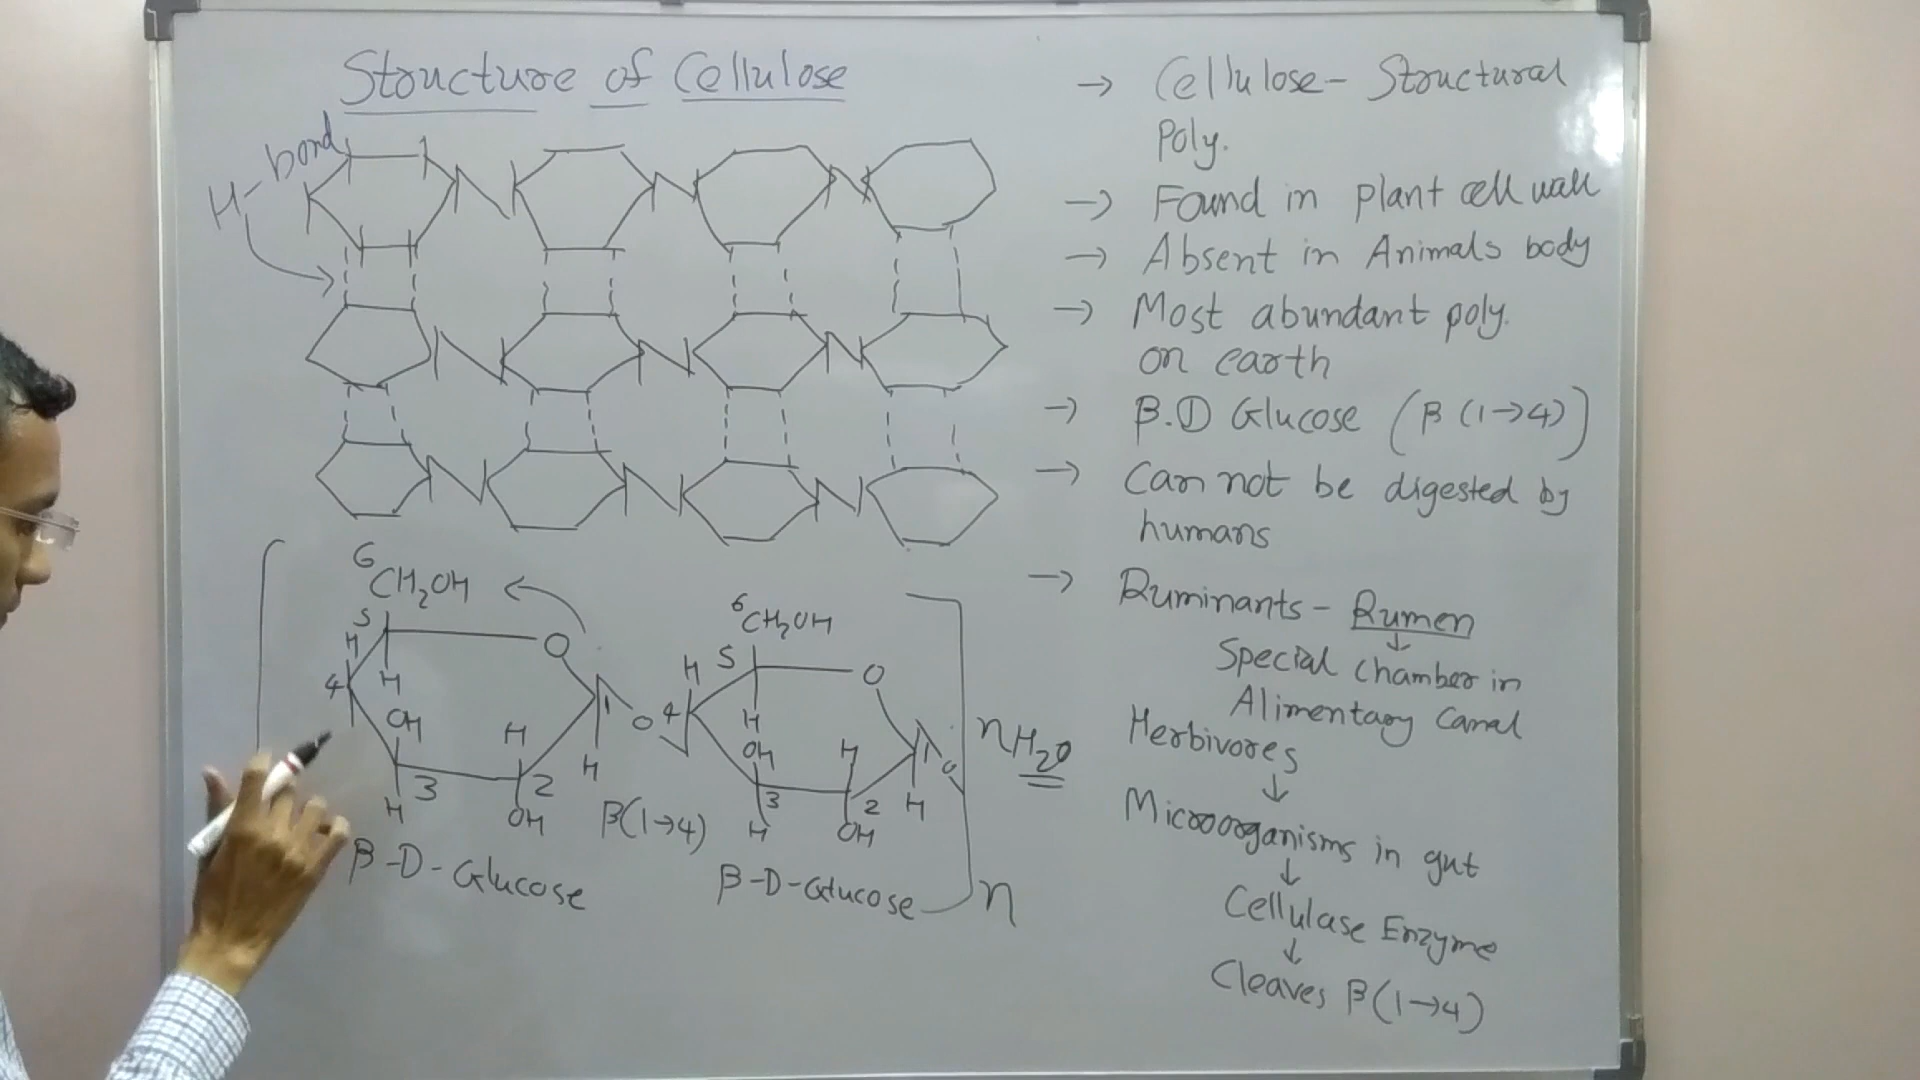 Structure of Cellulose
H-bond
6
CH2OH
5
H
4
H
OH
H
3
O
1
H
H
2
OH
O
β(1→4)
β-D-Glucose
6
CH2OH
5
H
4
H
OH
3
H
O
1
H
H
2
OH
O
β-D-Glucose
n
nH2O
→ Cellulose - Structural
Poly.
→ Found in plant cell wall
→ Absent in Animals body
→ Most abundant poly.
on earth
→ β.D Glucose (β (1→4))
→ Can not be digested by
humans
→ Ruminants - Rumen
↓
Special chamber in
Alimentary Canal
Herbivores
↓
Microorganisms in gut
↓
Cellulase Enzyme
↓
Cleaves β(1→4)